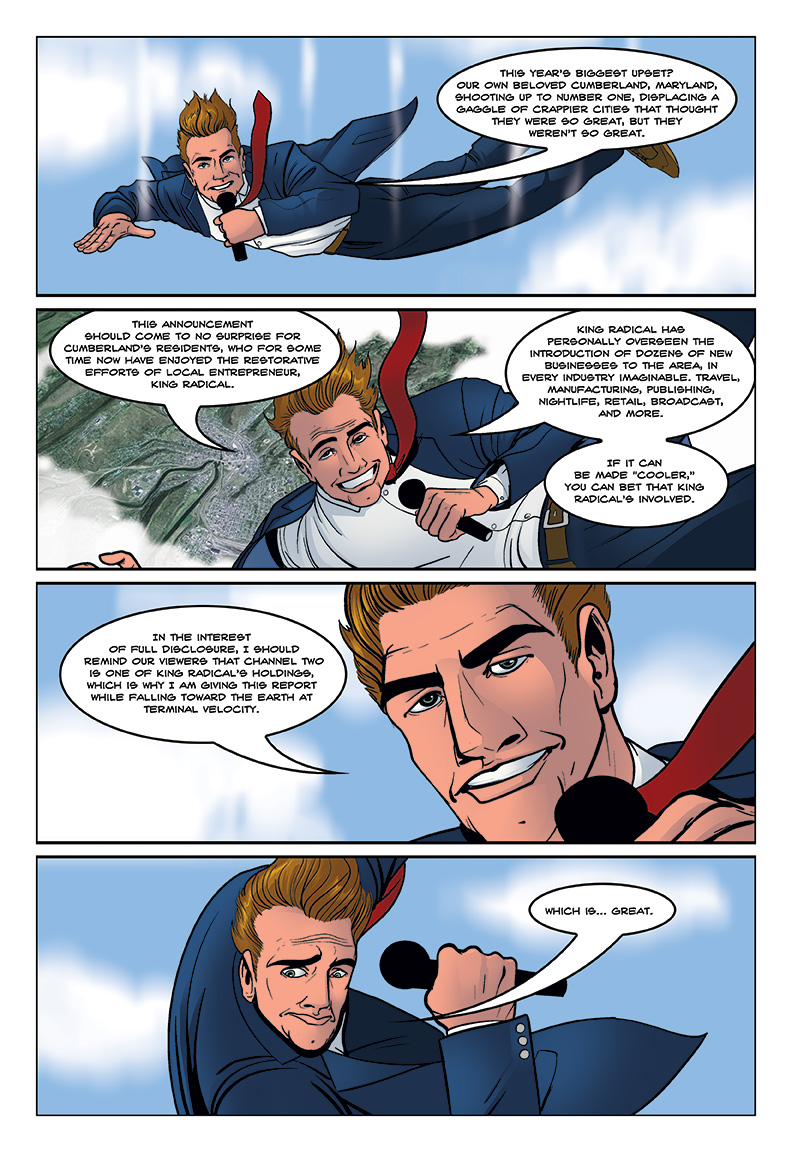 THIS YEAR'S BIGGEST UPSET?
OUR OWN BELOVED CUMBERLAND, MARYLAND,
SHOOTING UP TO NUMBER ONE, DISPLACING A
GAGGLE OF CRAPPIER CITIES THAT THOUGHT
THEY WERE SO GREAT, BUT THEY
WEREN'T SO GREAT.
THIS ANNOUNCEMENT
SHOULD COME TO NO SURPRISE FOR
CUMBERLAND'S RESIDENTS, WHO FOR SOME
TIME NOW HAVE ENJOYED THE RESTORATIVE
EFFORTS OF LOCAL ENTREPRENEUR,
KING RADICAL.
KING RADICAL HAS
PERSONALLY OVERSEEN THE
INTRODUCTION OF DOZENS OF NEW
BUSINESSES TO THE AREA, IN
EVERY INDUSTRY IMAGINABLE. TRAVEL,
MANUFACTURING, PUBLISHING,
NIGHTLIFE, RETAIL, BROADCAST,
AND MORE.
IF IT CAN
BE MADE "COOLER,"
YOU CAN BET THAT KING
RADICAL'S INVOLVED.
IN THE INTEREST
OF FULL DISCLOSURE, I SHOULD
REMIND OUR VIEWERS THAT CHANNEL TWO
IS ONE OF KING RADICAL'S HOLDINGS,
WHICH IS WHY I AM GIVING THIS REPORT
WHILE FALLING TOWARD THE EARTH AT
TERMINAL VELOCITY.
WHICH IS... GREAT.